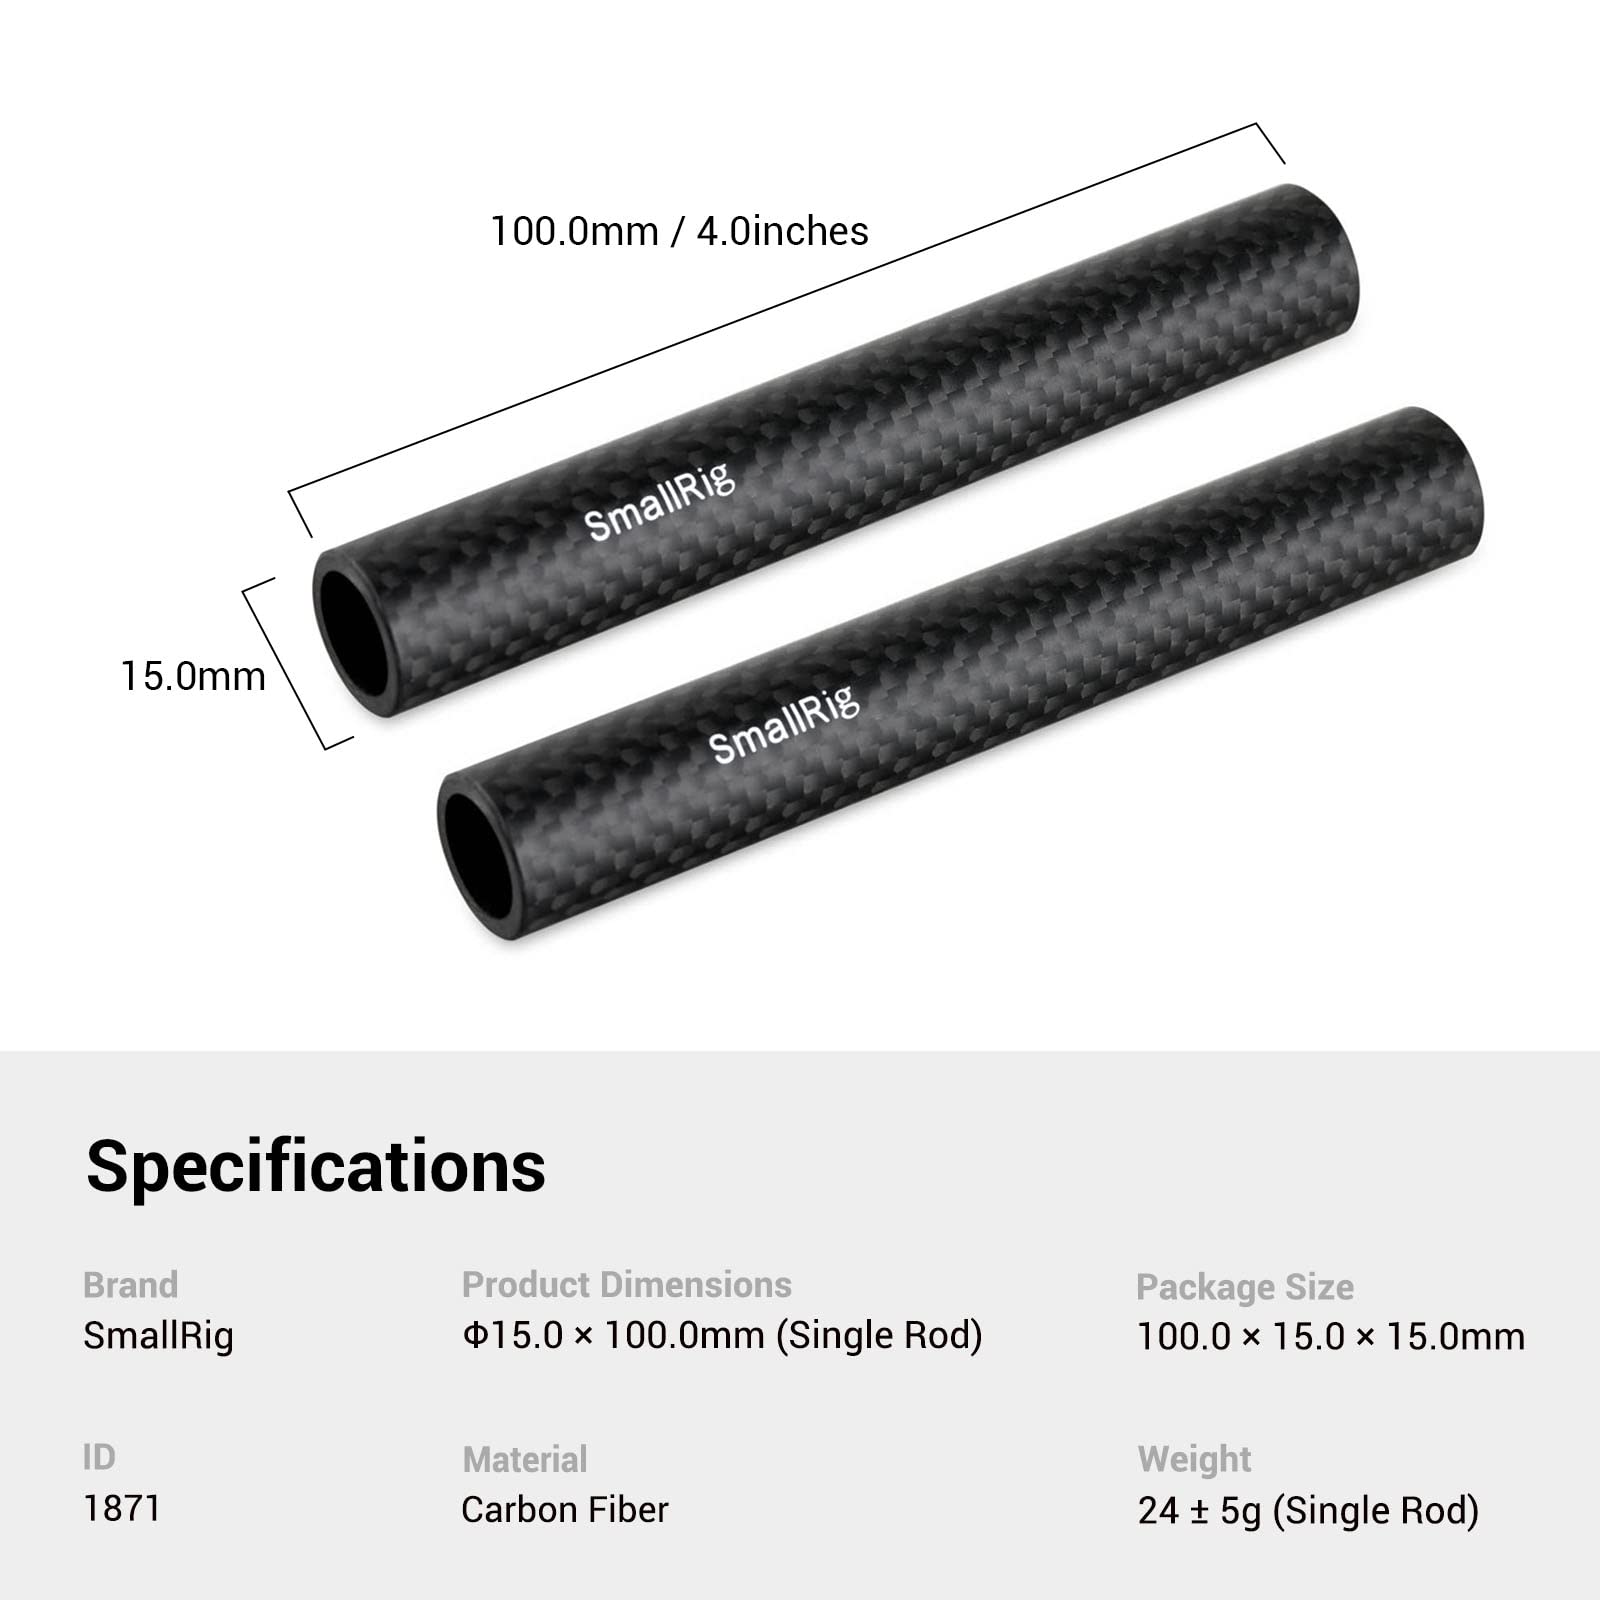 100.0mm / 4.0inches
SmallRig
15.0mm
SmallRig
Specifications
Brand
SmallRig
Product Dimensions
Φ15.0 × 100.0mm (Single Rod)
Package Size
100.0 × 15.0 × 15.0mm
ID
1871
Material
Carbon Fiber
Weight
24 ± 5g (Single Rod)